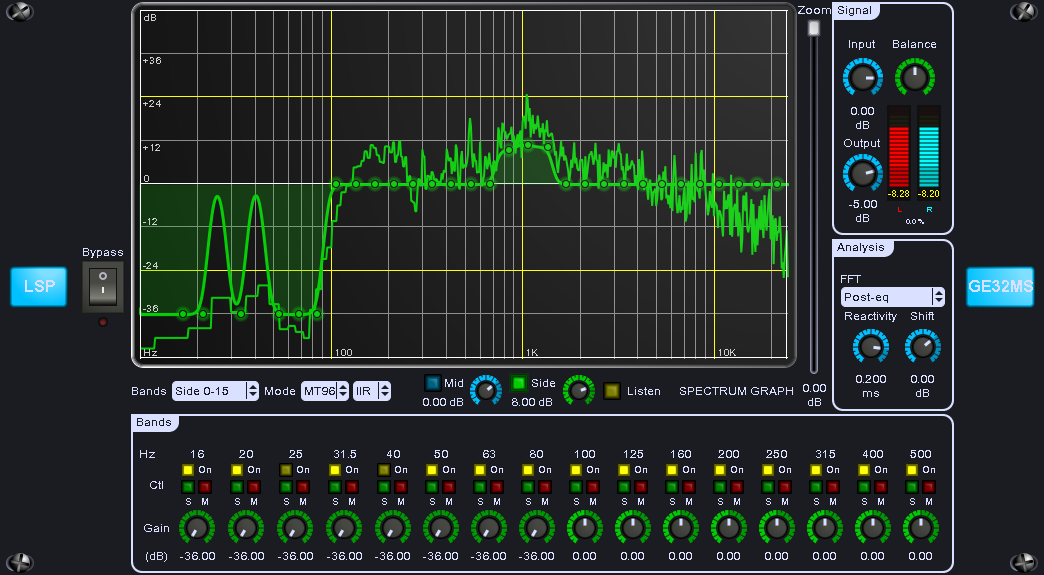 Zoom
Signal
dB
+36
+24
+12
0
-12
-24
-36
Hz
100
1K
10K
Input
Balance
0.00
dB
Output
-5.00
dB
-8.28
-8.20
L
R
0.0 %
Bypass
LSP
GE32MS
Analysis
FFT
Post-eq
Reactivity
Shift
0.200
ms
0.00
dB
Bands
Side 0-15
Mode
MT96
IIR
Mid
0.00 dB
Side
8.00 dB
Listen
SPECTRUM GRAPH
0.00
dB
Bands
Hz 16 20 25 31.5 40 50 63 80 100 125 160 200 250 315 400 500
On On On On On On On On On On On On On On On On
Ctl
S M S M S M S M S M S M S M S M S M S M S M S M S M S M S M S M
Gain
(dB) -36.00 -36.00 -36.00 -36.00 -36.00 -36.00 -36.00 -36.00 0.00 0.00 0.00 0.00 0.00 0.00 0.00 0.00